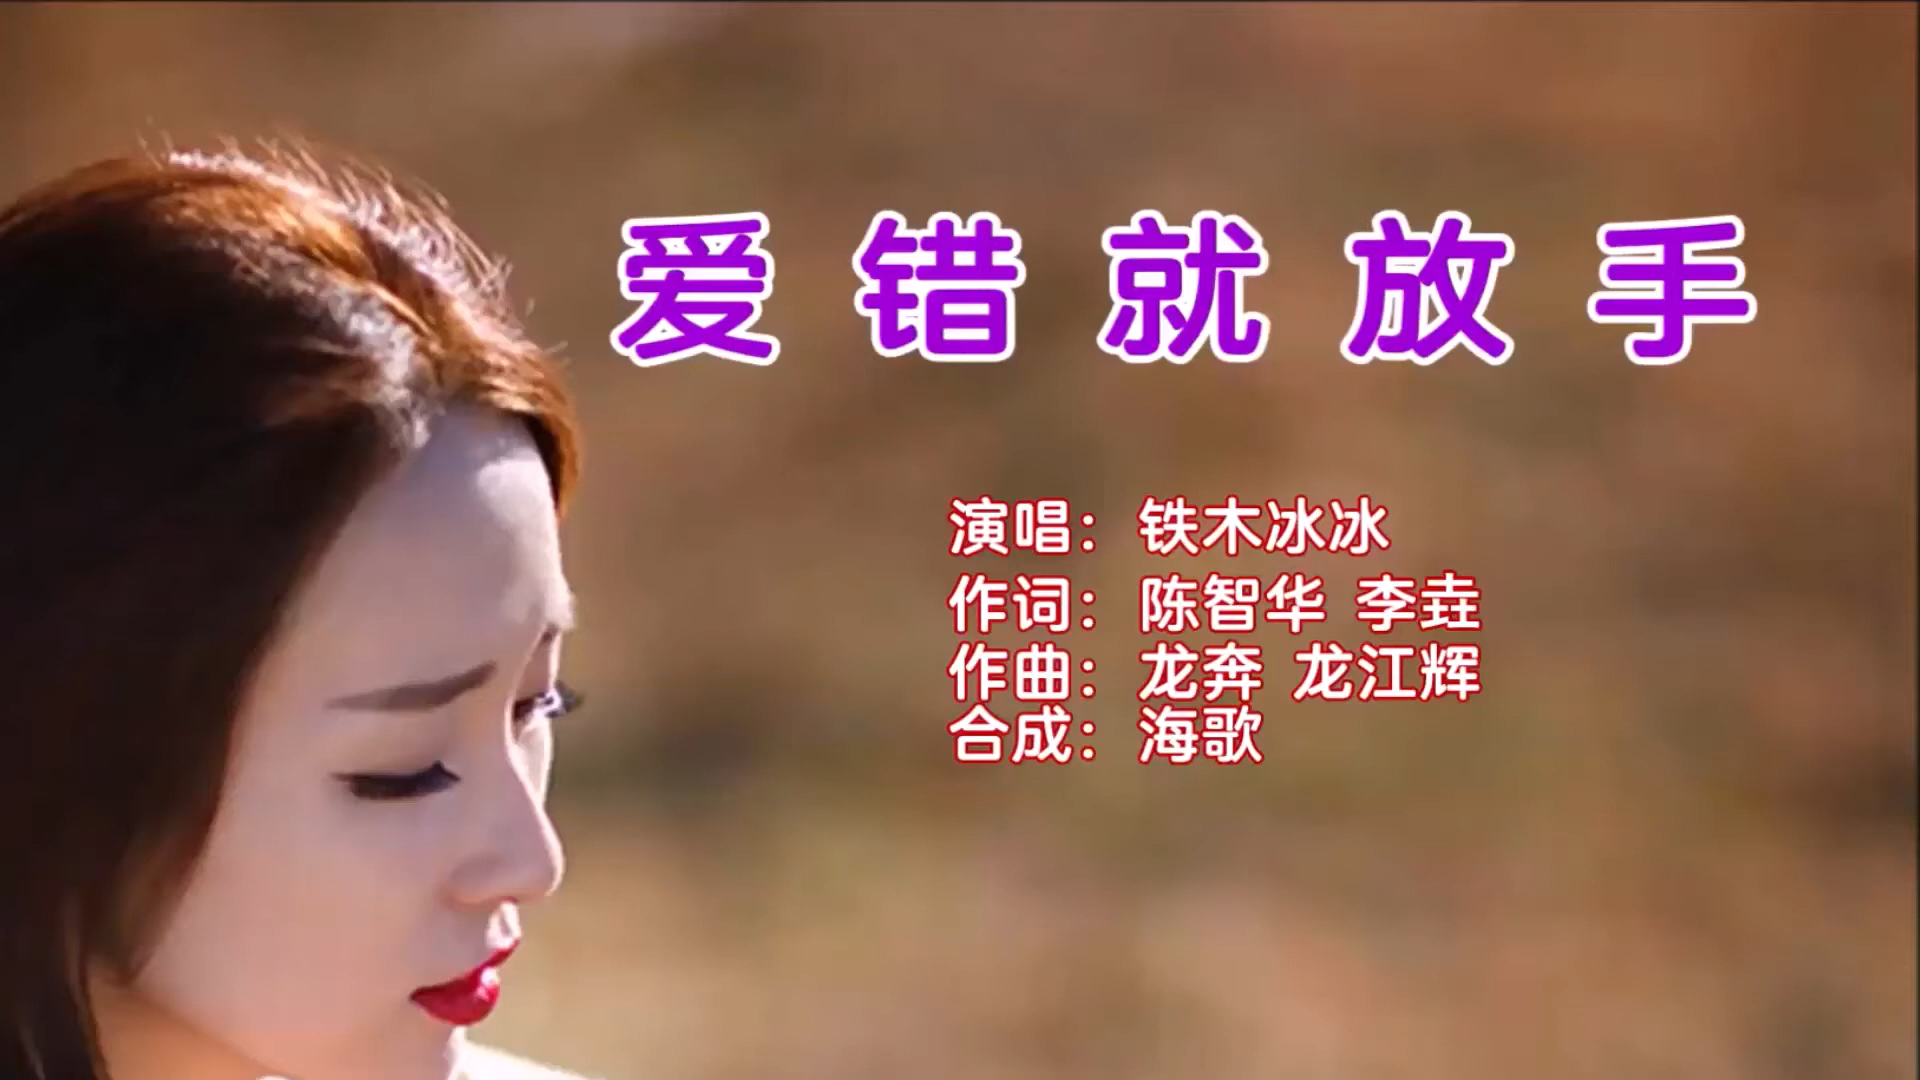 爱错就放手
演唱：铁木冰冰
作词：陈智华 李垚
作曲：龙奔 龙江辉
合成：海歌